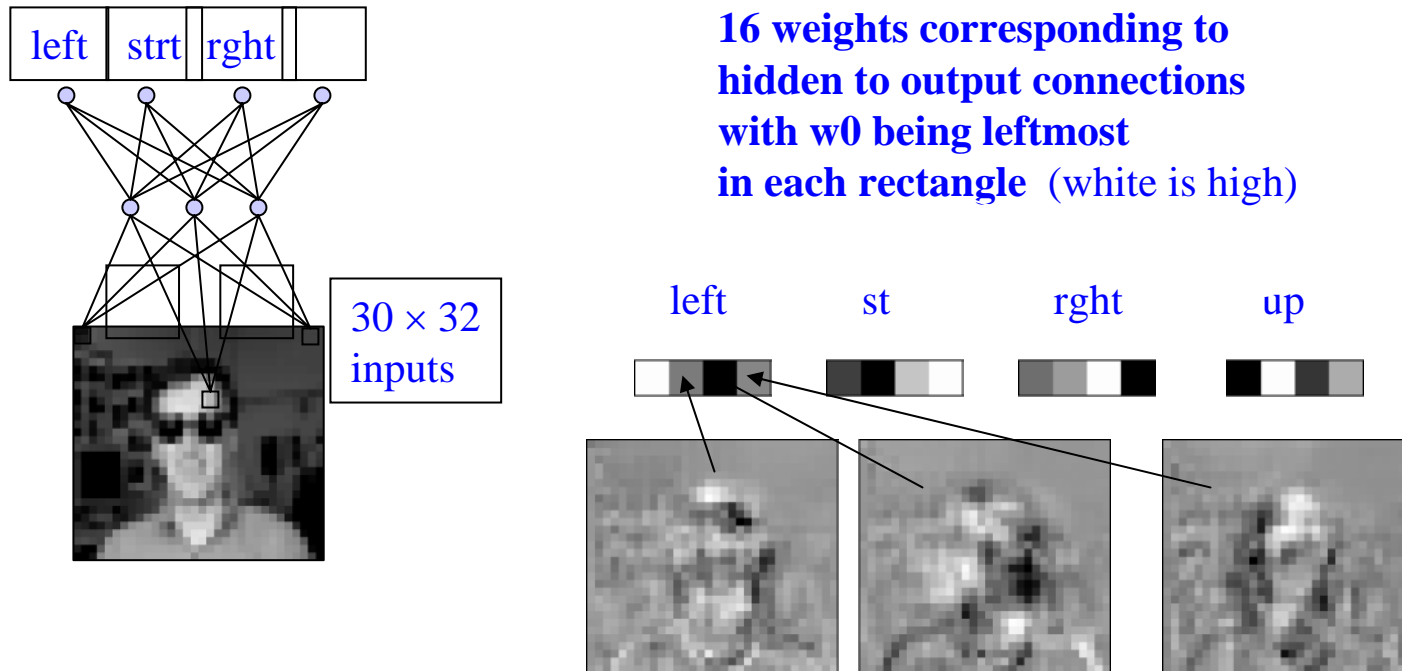 left strt rght
16 weights corresponding to
hidden to output connections
with w0 being leftmost
in each rectangle (white is high)
30 × 32
inputs
left st rght up